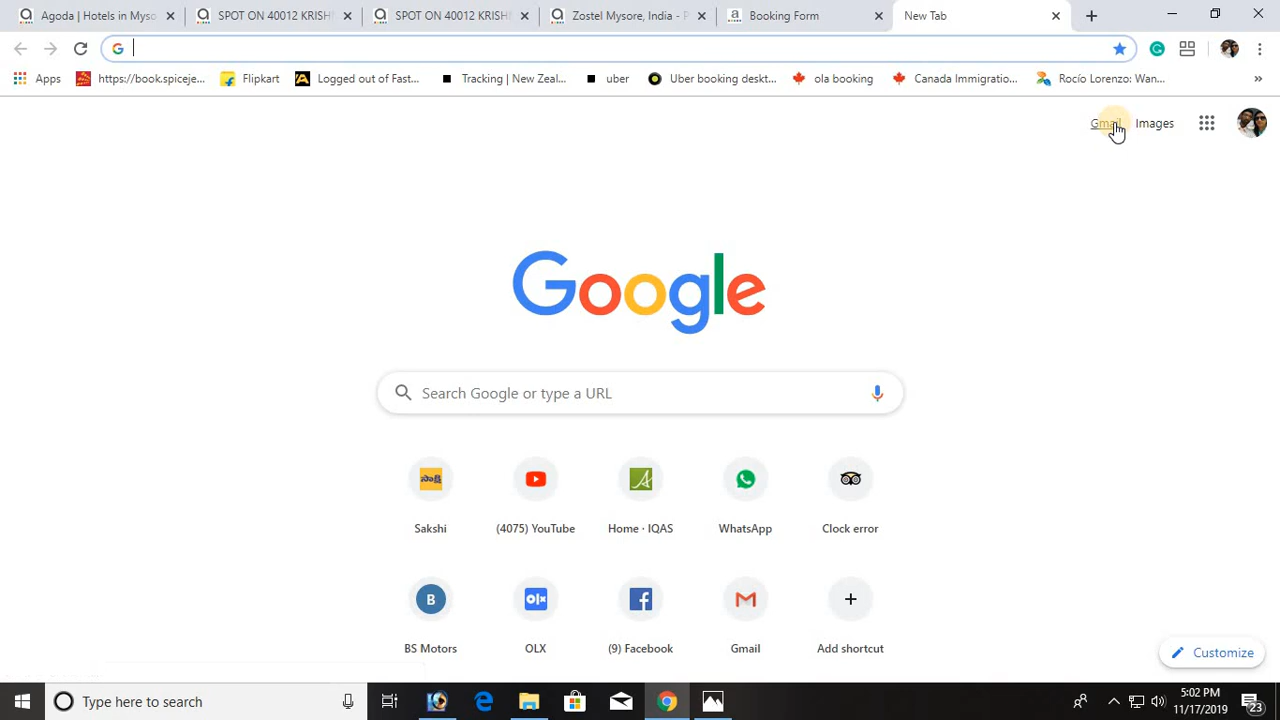 Agoda | Hotels in Myso
SPOT ON 40012 KRISH
SPOT ON 40012 KRISH
Zostel Mysore, India - P
Booking Form
New Tab
Apps
https://book.spiceje...
Flipkart
Logged out of Fast...
Tracking | New Zeal...
uber
Uber booking deskt...
ola booking
Canada Immigratio...
Rocío Lorenzo: Wan...
»
Gmail
Images
Google
Search Google or type a URL
సాక్షి
Sakshi
(4075) YouTube
Home · IQAS
WhatsApp
Clock error
B
BS Motors
OLX
(9) Facebook
Gmail
Add shortcut
Customize
Type here to search
5:02 PM
11/17/2019
23